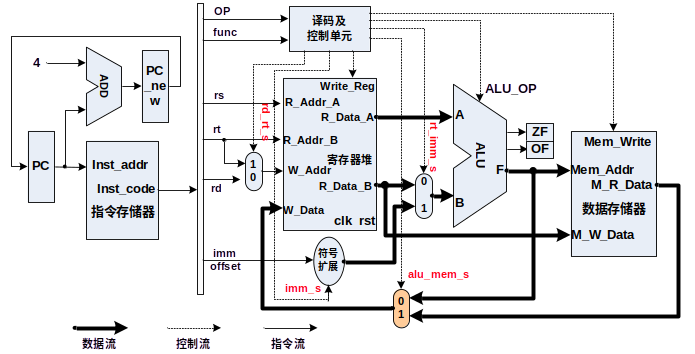 OP
func
译码及
控制单元
4
ADD
PC
_ne
w
Write_Reg
ALU_OP
rs
R_Addr_A
R_Data_A
rd_rt_s
rt
R_Addr_B
rt_imm_s
A
ALU
ZF
OF
Mem_Write
PC
Inst_addr
Inst_code
指令存储器
1
0
寄存器堆
W_Addr
R_Data_B
0
1
F
Mem_Addr
M_R_Data
rd
W_Data
clk rst
B
数据存储器
M_W_Data
imm
offset
符号
扩展
imm_s
alu_mem_s
0
1
数据流
控制流
指令流